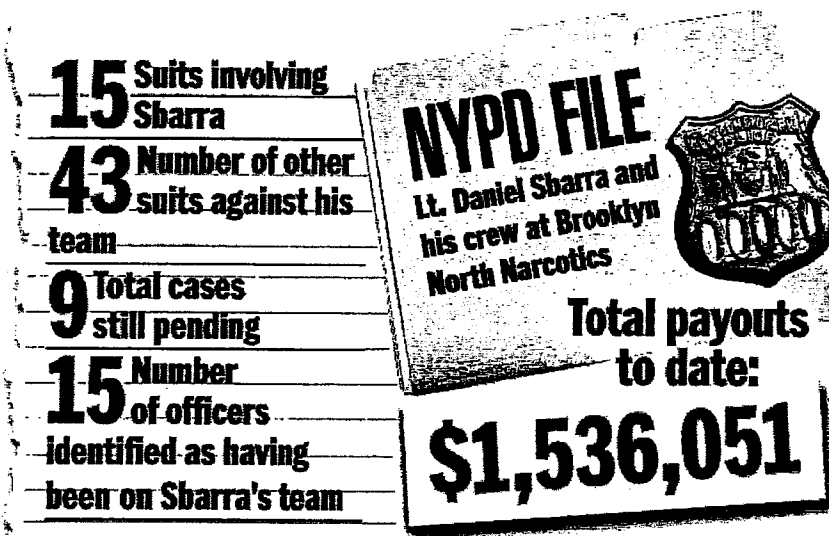 15 Suits involving
Sbarra
43 Number of other
suits against his
team
9 Total cases
still pending
15 Number
of officers
identified as having
been on Sbarra's team
NYPD FILE
Lt. Daniel Sbarra and
his crew at Brooklyn
North Narcotics
Total payouts
to date:
$1,536,051